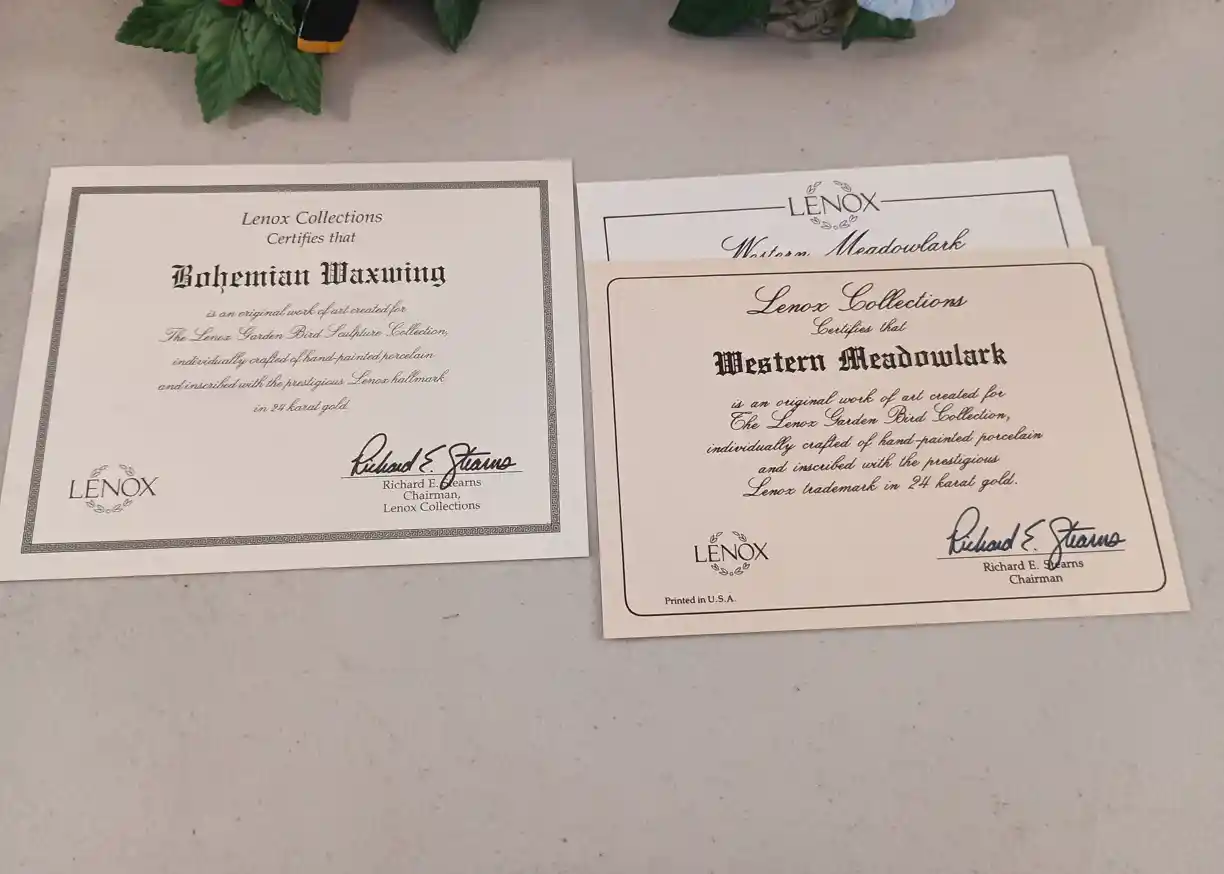 Lenox Collections
Certifies that
Bohemian Waxwing
is an original work of art created for
The Lenox Garden Bird Sculpture Collection,
individually crafted of hand-painted porcelain
and inscribed with the prestigious Lenox hallmark
in 24 karat gold
Richard E. Stearns
Richard E. Stearns
Chairman,
Lenox Collections
LENOX
LENOX
Western Meadowlark
Lenox Collections
Certifies that
Western Meadowlark
is an original work of art created for
The Lenox Garden Bird Collection,
individually crafted of hand-painted porcelain
and inscribed with the prestigious
Lenox trademark in 24 karat gold.
Richard E. Stearns
Richard E. Stearns
Chairman
LENOX
Printed in U.S.A.